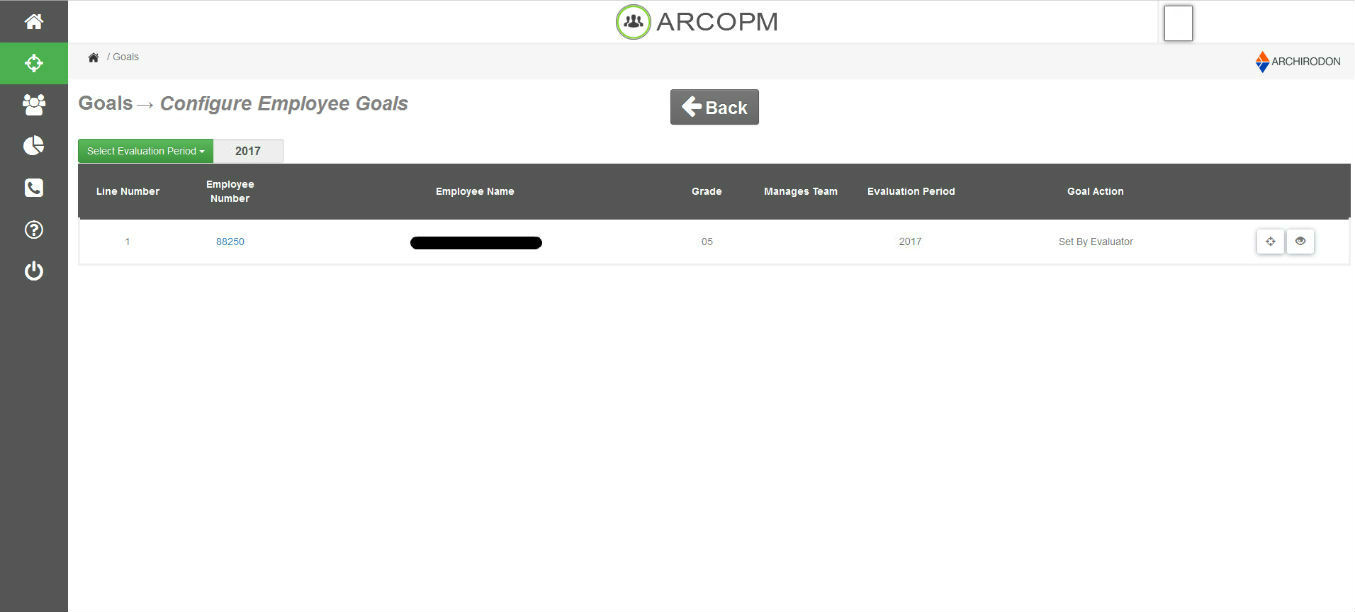 ARCOPM
/ Goals
ARCHIRODON
Goals → Configure Employee Goals
Back
Select Evaluation Period
2017
Line Number
Employee Number
Employee Name
Grade
Manages Team
Evaluation Period
Goal Action
1
88250
05
2017
Set By Evaluator